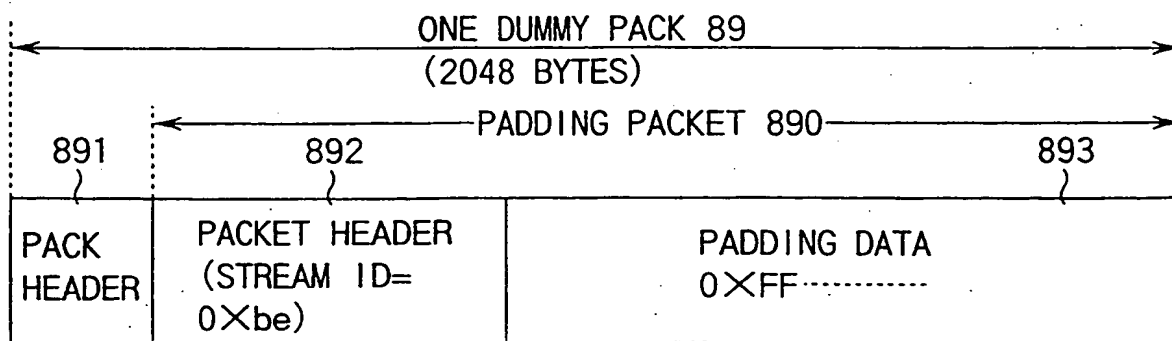 ONE DUMMY PACK 89
(2048 BYTES)
PADDING PACKET 890
891
892
893
PACK
HEADER
PACKET HEADER
(STREAM ID=
0×be)
PADDING DATA
0×FF············